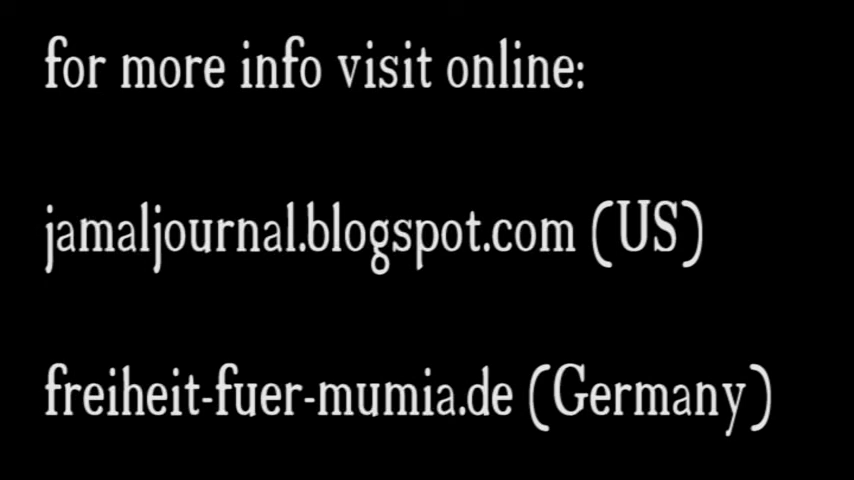 for more info visit online:
jamaljournal.blogspot.com (US)
freiheit-fuer-mumia.de (Germany)